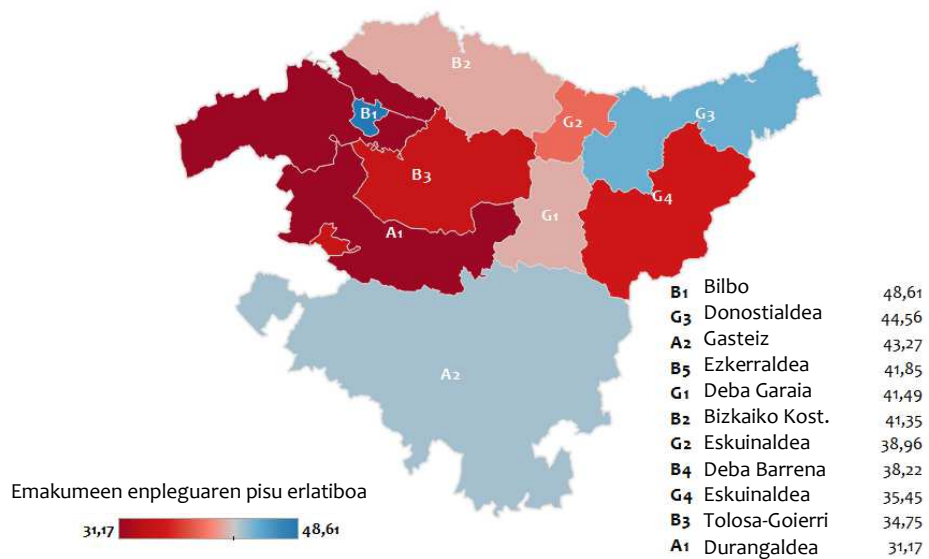 B2
B1
G2
G3
B3
G4
G1
A1
A2
B1 Bilbo 48,61
G3 Donostialdea 44,56
A2 Gasteiz 43,27
B5 Ezkerraldea 41,85
G1 Deba Garaia 41,49
B2 Bizkaiko Kost. 41,35
G2 Eskuinaldea 38,96
B4 Deba Barrena 38,22
G4 Eskuinaldea 35,45
B3 Tolosa-Goierri 34,75
A1 Durangaldea 31,17
Emakumeen enpleguaren pisu erlatiboa
31,17 48,61